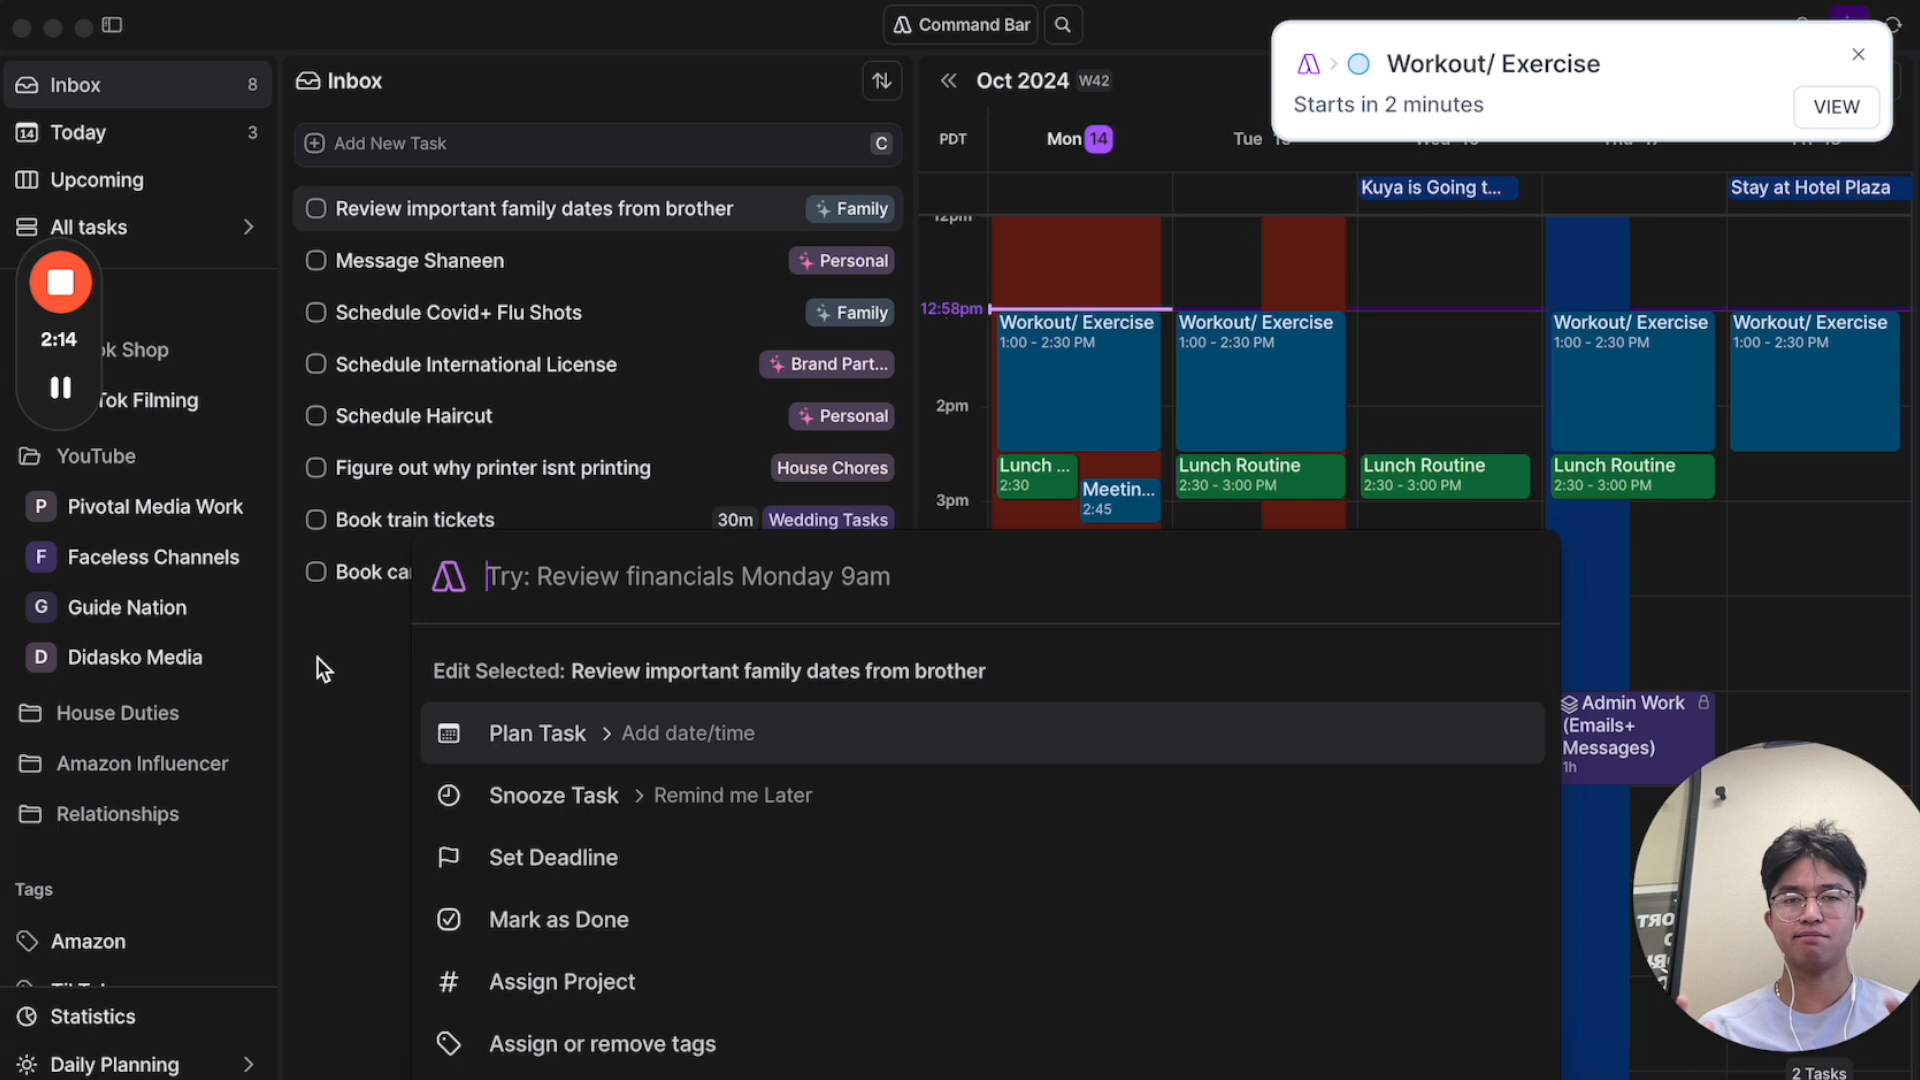 Command Bar
Inbox 8
Today 3
14
Upcoming
All tasks
2:14
ok Shop
Tok Filming
YouTube
P Pivotal Media Work
F Faceless Channels
G Guide Nation
D Didasko Media
House Duties
Amazon Influencer
Relationships
Tags
Amazon
Statistics
Daily Planning
Inbox
Add New Task C
Review important family dates from brother Family
Message Shaneen Personal
Schedule Covid+ Flu Shots Family
Schedule International License Brand Part...
Schedule Haircut Personal
Figure out why printer isnt printing House Chores
Book train tickets 30m Wedding Tasks
Book ca
Try: Review financials Monday 9am
Edit Selected: Review important family dates from brother
Plan Task > Add date/time
Snooze Task > Remind me Later
Set Deadline
Mark as Done
Assign Project
Assign or remove tags
Oct 2024 W42
PDT
Mon 14
Tue
Kuya is Going t...
Stay at Hotel Plaza
12pm
12:58pm
2pm
3pm
Workout/ Exercise
1:00 - 2:30 PM
Workout/ Exercise
1:00 - 2:30 PM
Workout/ Exercise
1:00 - 2:30 PM
Workout/ Exercise
1:00 - 2:30 PM
Lunch ...
2:30
Meetin...
2:45
Lunch Routine
2:30 - 3:00 PM
Lunch Routine
2:30 - 3:00 PM
Lunch Routine
2:30 - 3:00 PM
Admin Work
(Emails+
Messages)
1h
2 Tasks
Workout/ Exercise
Starts in 2 minutes
VIEW